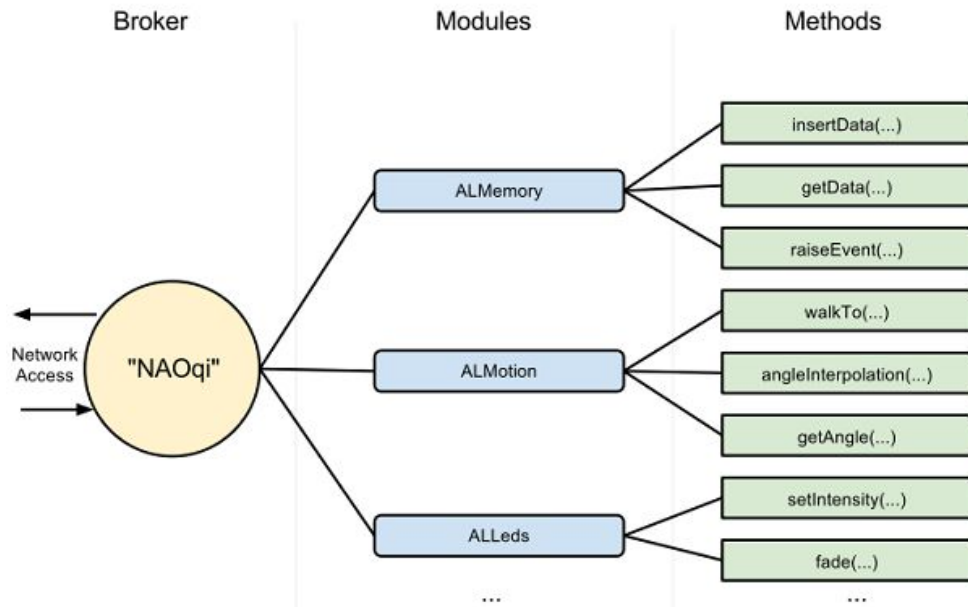 Broker
Modules
Methods
insertData(...)
ALMemory
getData(...)
raiseEvent(...)
walkTo(...)
Network
Access
"NAOqi"
ALMotion
angleInterpolation(...)
getAngle(...)
setIntensity(...)
ALLeds
fade(...)
...
...